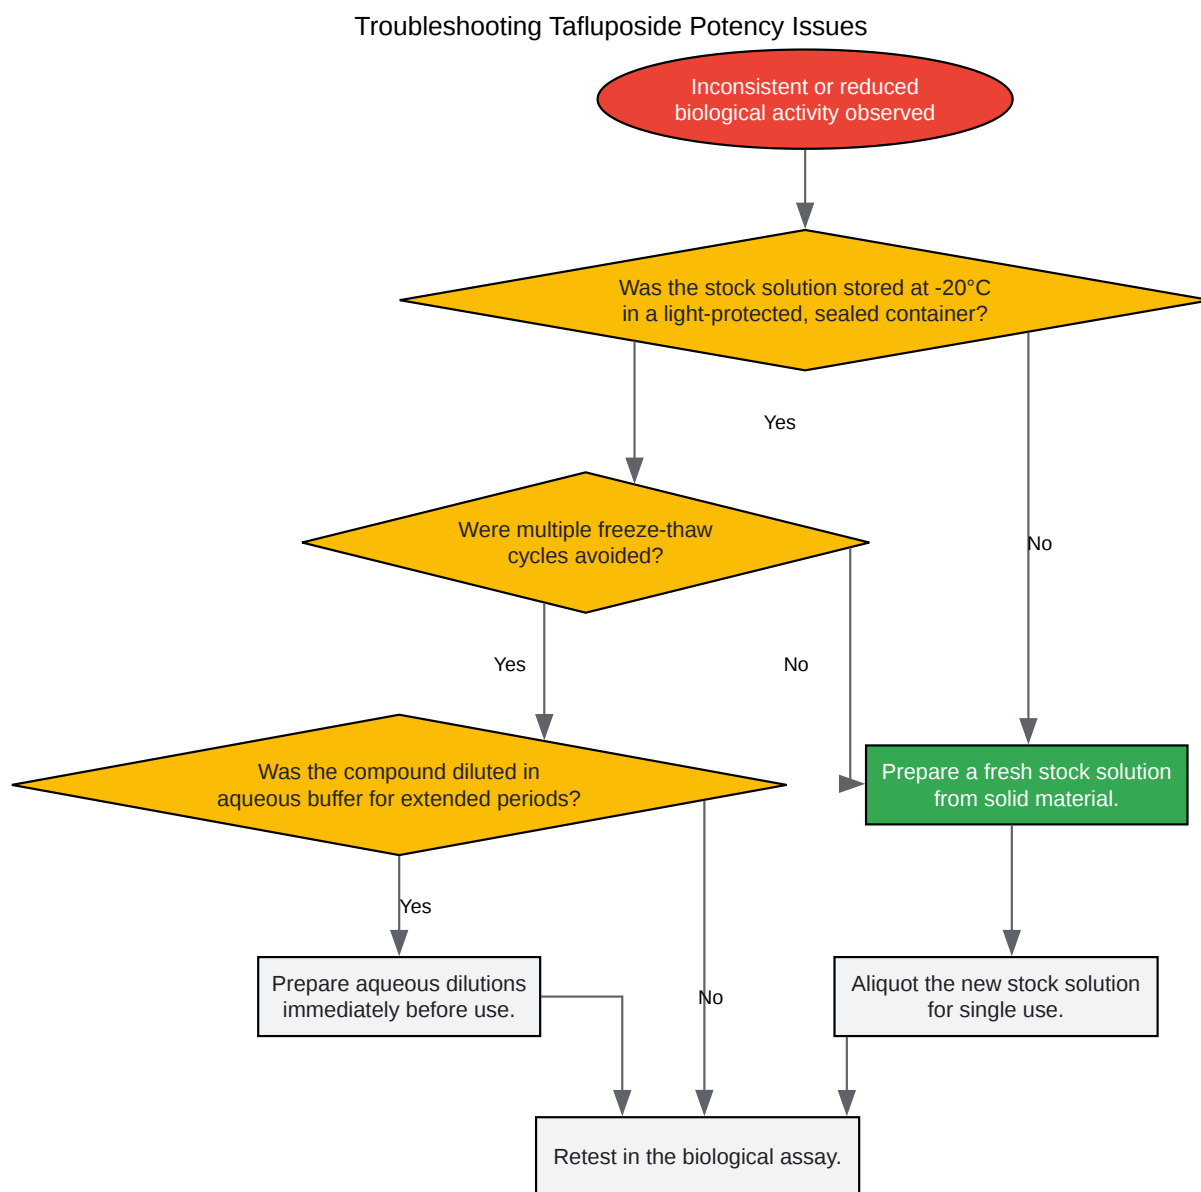 Troubleshooting Tafluposide Potency Issues
Inconsistent or reduced
biological activity observed
Was the stock solution stored at -20°C
in a light-protected, sealed container?
Yes
Were multiple freeze-thaw
cycles avoided?
No
Yes
No
Was the compound diluted in
aqueous buffer for extended periods?
Prepare a fresh stock solution
from solid material.
Yes
Prepare aqueous dilutions
immediately before use.
No
Aliquot the new stock solution
for single use.
Retest in the biological assay.